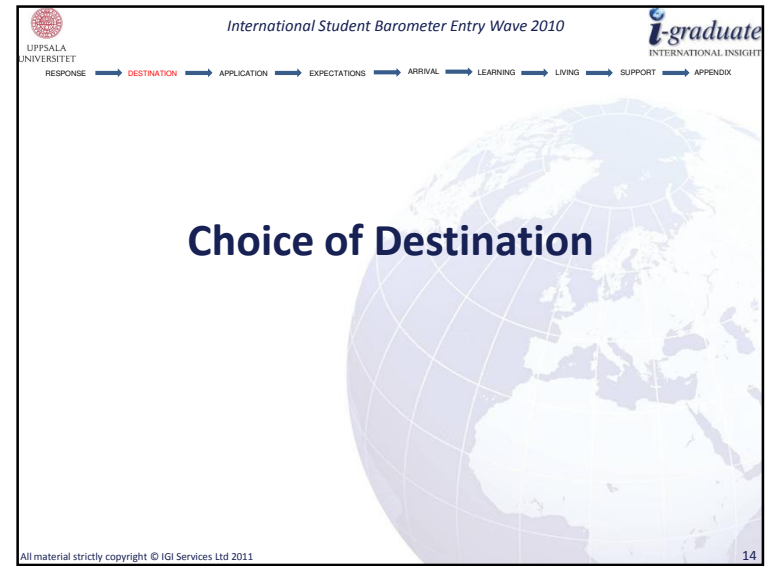 International Student Barometer Entry Wave 2010
UPPSALA
UNIVERSITET
i-graduate
INTERNATIONAL INSIGHT
RESPONSE DESTINATION APPLICATION EXPECTATIONS ARRIVAL LEARNING LIVING SUPPORT APPENDIX
Choice of Destination
All material strictly copyright © IGI Services Ltd 2011
14